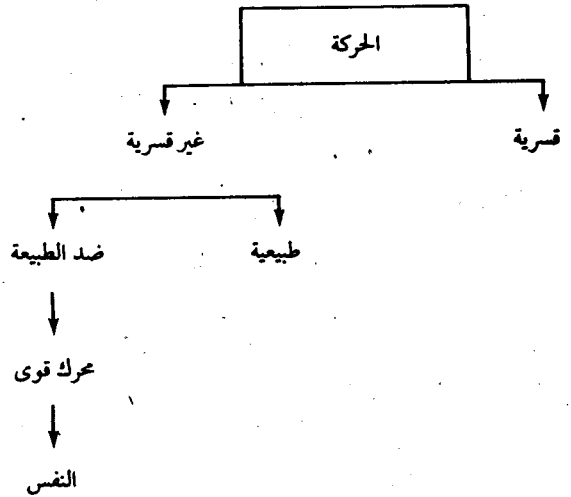 الحركة
قسرية
غير قسرية
طبيعية
ضد الطبيعة
محرك قوى
النفس